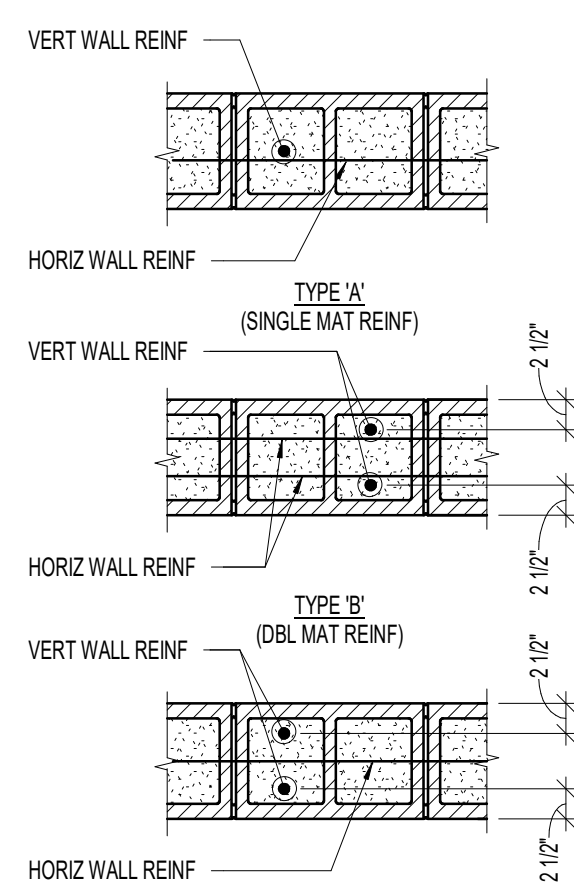 VERT WALL REINF
HORIZ WALL REINF
TYPE 'A'
(SINGLE MAT REINF)
VERT WALL REINF
2 1/2"
HORIZ WALL REINF
2 1/2"
TYPE 'B'
(DBL MAT REINF)
VERT WALL REINF
2 1/2"
HORIZ WALL REINF
2 1/2"